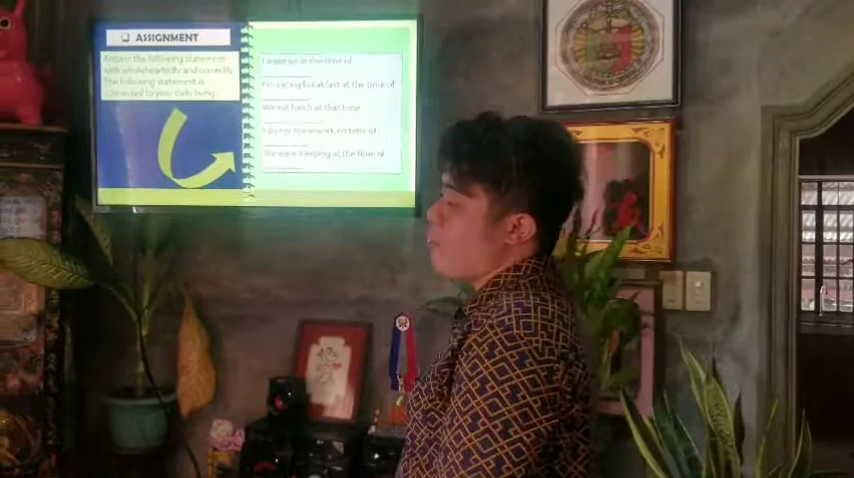 ASSIGNMENT
Answer the following statement
with wholeheartedly and correctly.
The following statement is
connected to your daily living.
I wake up in the time of
I'm eating breakfast at the time of
We eat lunch at that time
I do my homework on time of
We were sleeping at the time of